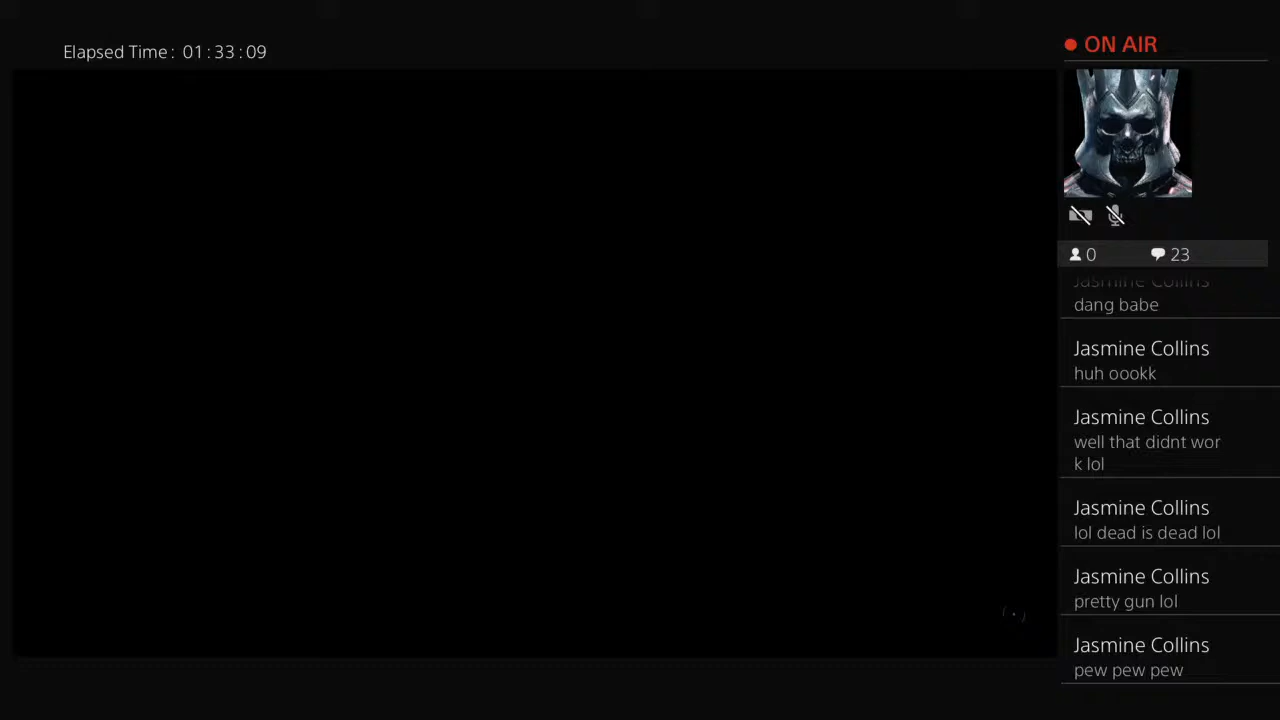 Elapsed Time: 01:33:09
ON AIR
0 23
Jasmine Collins
dang babe
Jasmine Collins
huh oookk
Jasmine Collins
well that didnt wor
k lol
Jasmine Collins
lol dead is dead lol
Jasmine Collins
pretty gun lol
Jasmine Collins
pew pew pew